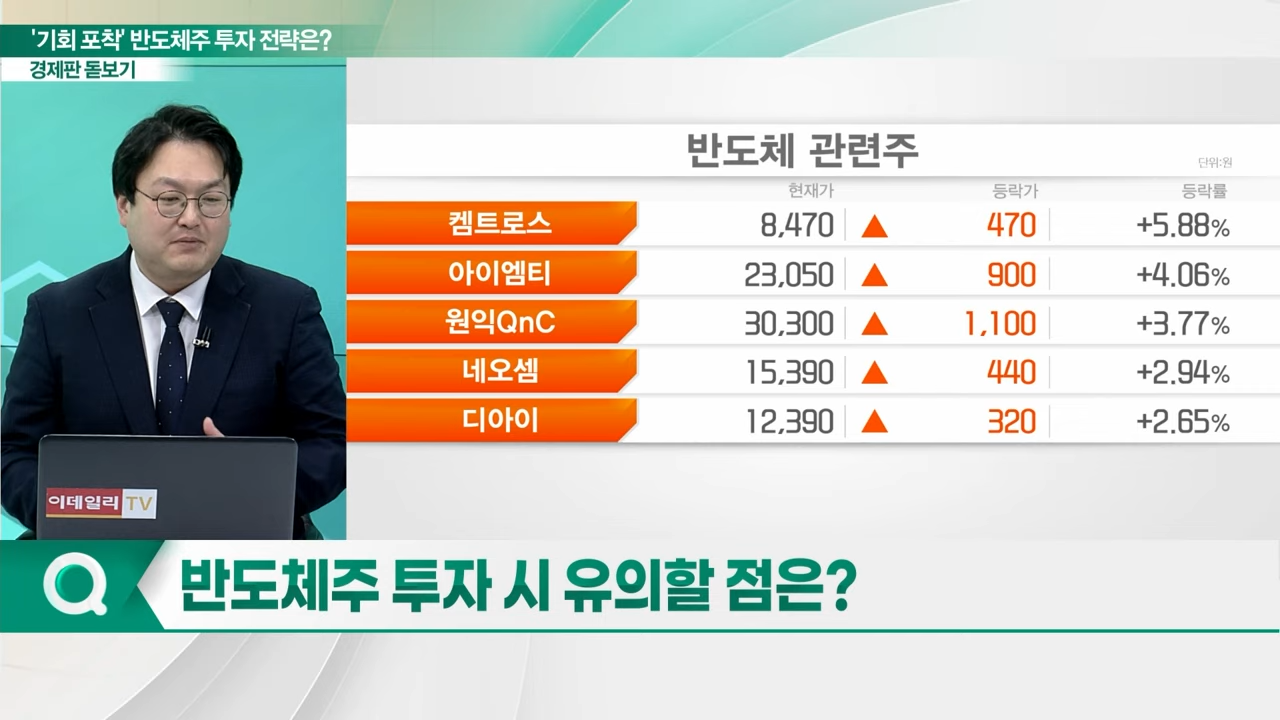 '기회 포착' 반도체주 투자 전략은?
경제판 돋보기
반도체 관련주
단위:원
현재가 등락가 등락률
켐트로스 8,470 ▲ 470 +5.88%
아이엠티 23,050 ▲ 900 +4.06%
원익QnC 30,300 ▲ 1,100 +3.77%
네오셈 15,390 ▲ 440 +2.94%
디아이 12,390 ▲ 320 +2.65%
이데일리 TV
Q 반도체주 투자 시 유의할 점은?